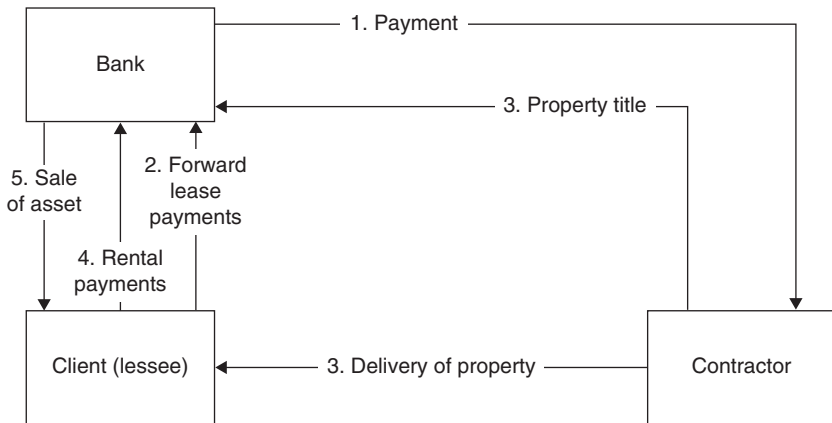 1. Payment
Bank
3. Property title
2. Forward
lease
payments
5. Sale
of asset
4. Rental
payments
Client (lessee)
3. Delivery of property
Contractor